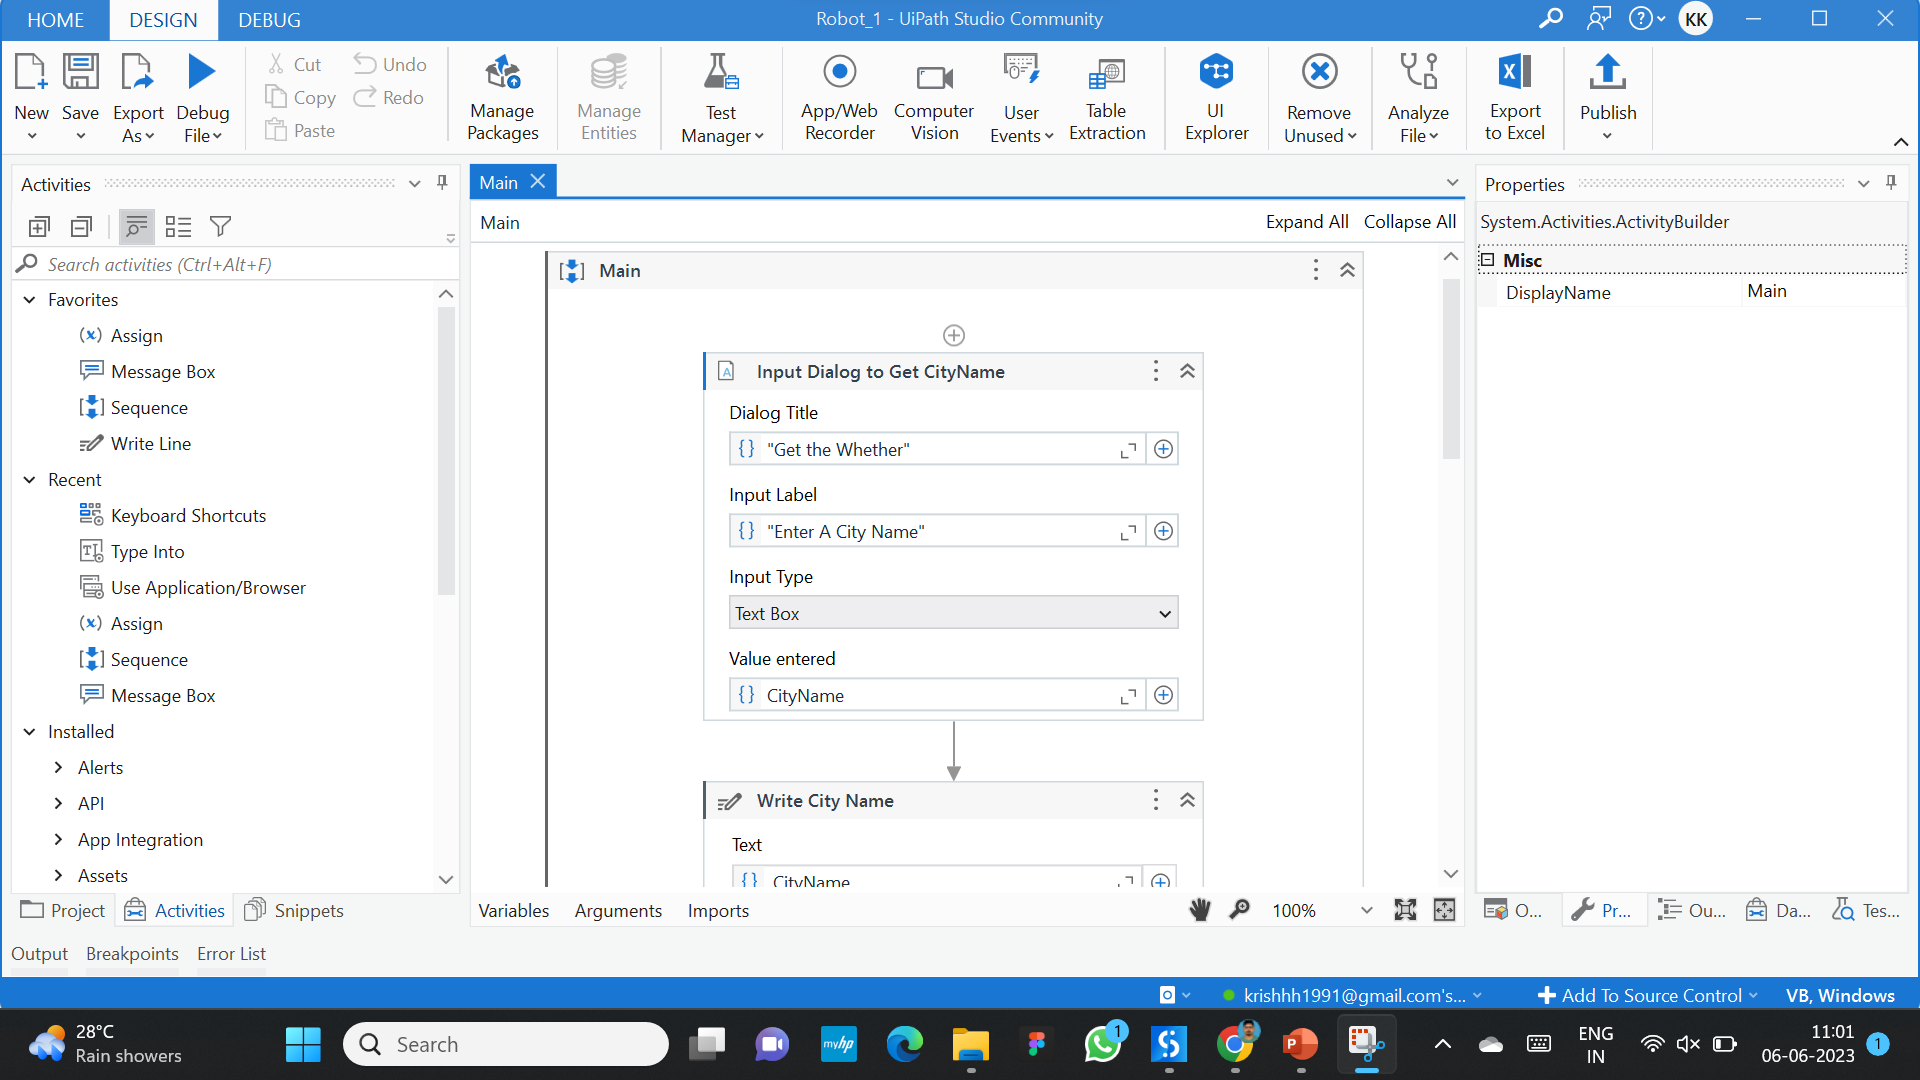 HOME DESIGN DEBUG Robot_1 - UiPath Studio Community KK
New Save Export As Debug File Cut Copy Paste Undo Redo Manage Packages Manage Entities Test Manager App/Web Recorder Computer Vision User Events Table Extraction UI Explorer Remove Unused Analyze File Export to Excel Publish
Activities
Search activities (Ctrl+Alt+F)
Favorites
Assign
Message Box
Sequence
Write Line
Recent
Keyboard Shortcuts
Type Into
Use Application/Browser
Assign
Sequence
Message Box
Installed
Alerts
API
App Integration
Assets
Project Activities Snippets
Main
Main Expand All Collapse All
Main
Input Dialog to Get CityName
Dialog Title
"Get the Whether"
Input Label
"Enter A City Name"
Input Type
Text Box
Value entered
CityName
Write City Name
Text
CityName
Variables Arguments Imports 100%
Properties
System.Activities.ActivityBuilder
Misc
DisplayName Main
O... Pr... Ou... Da... Tes...
Output Breakpoints Error List
krishhh1991@gmail.com's... Add To Source Control VB, Windows
28°C
Rain showers
Search
myhp
1
P
ENG
IN
11:01
06-06-2023
1